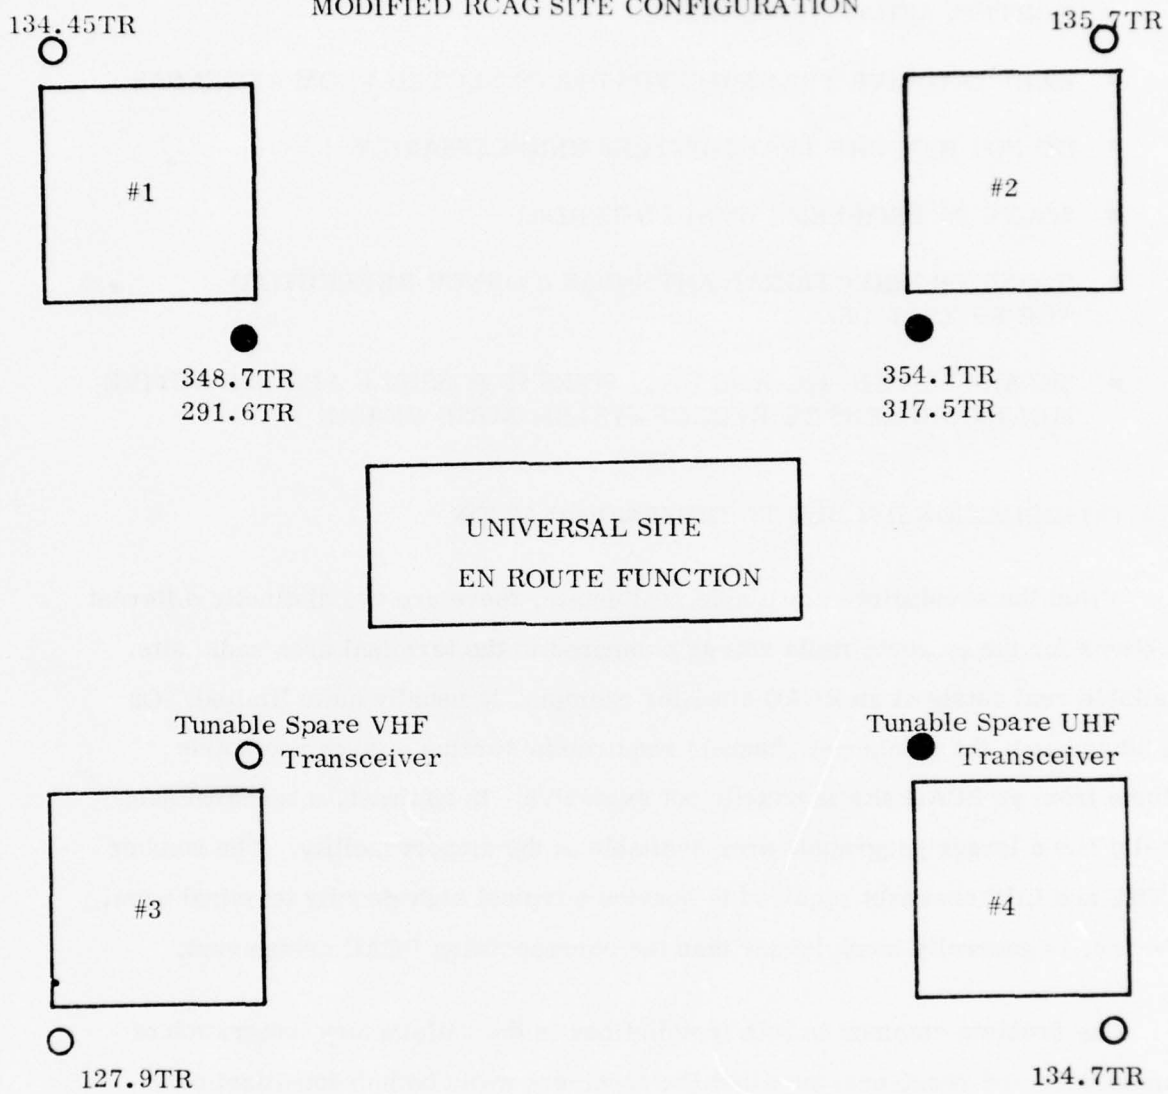 MODIFIED RCAG SITE CONFIGURATION
134.45TR
135.7TR
#1
#2
348.7TR
291.6TR
354.1TR
317.5TR
UNIVERSAL SITE
EN ROUTE FUNCTION
Tunable Spare VHF
Transceiver
Tunable Spare UHF
Transceiver
#3
#4
127.9TR
134.7TR